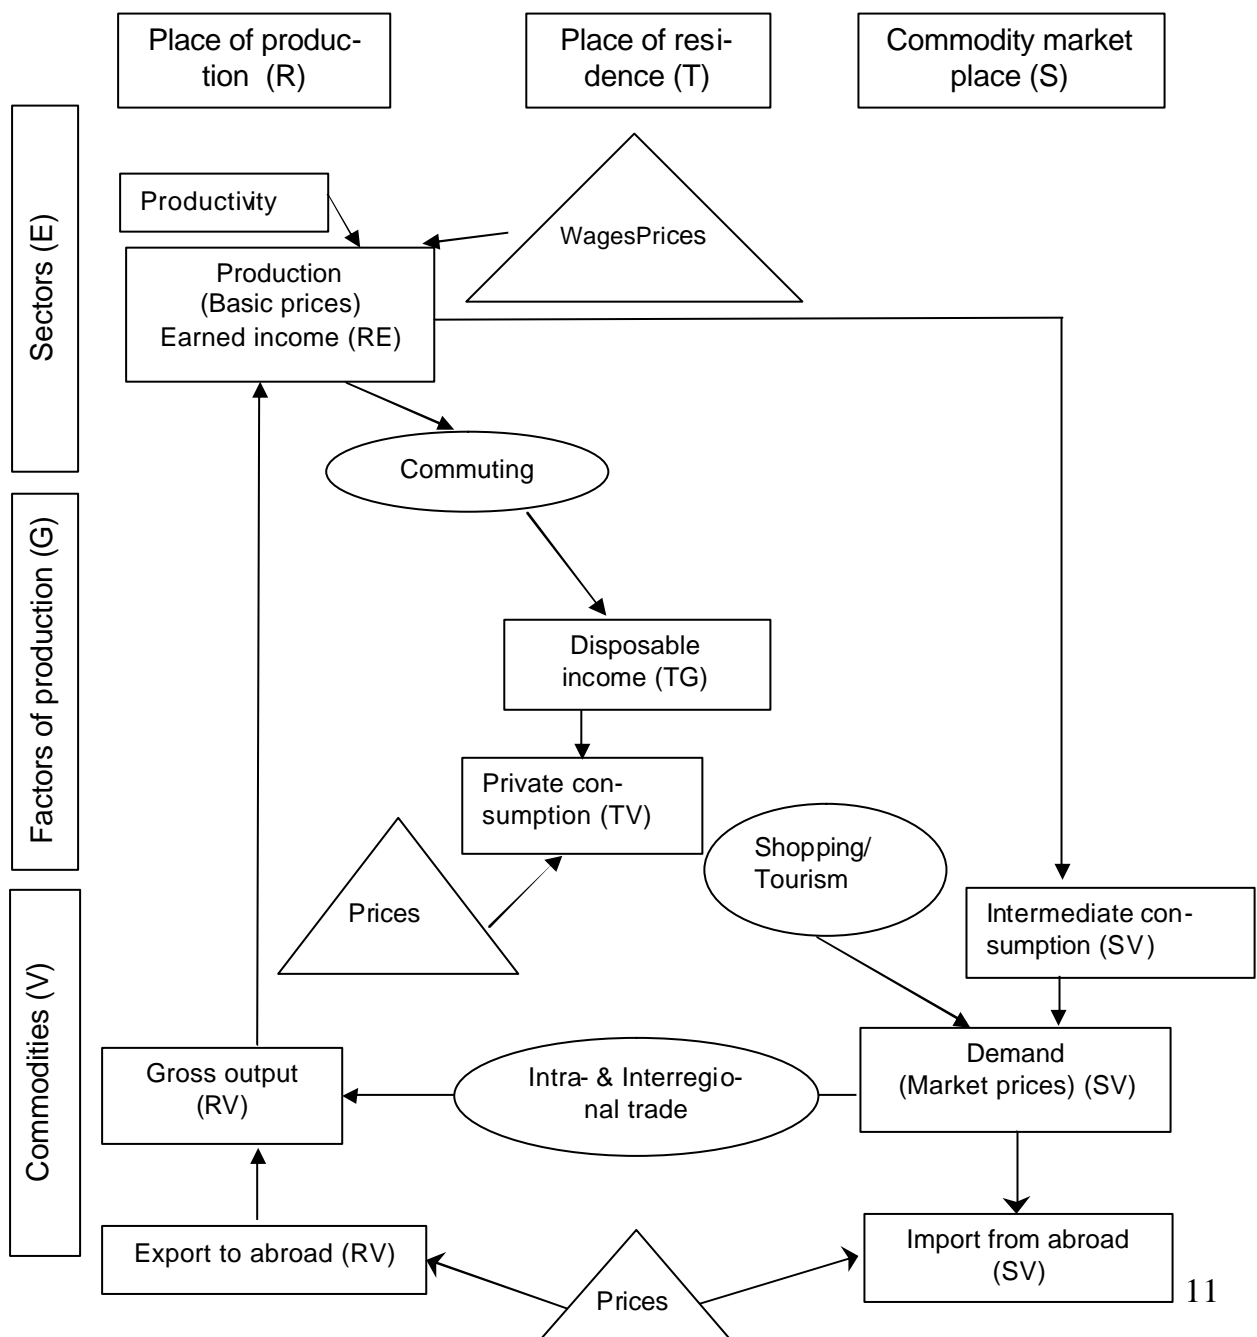 Place of produc-
tion (R)
Place of resi-
dence (T)
Commodity market
place (S)
Sectors (E)
Productivity
WagesPrices
Production
(Basic prices)
Earned income (RE)
Commuting
Factors of production (G)
Disposable
income (TG)
Private con-
sumption (TV)
Prices
Shopping/
Tourism
Intermediate con-
sumption (SV)
Commodities (V)
Gross output
(RV)
Intra- & Interregio-
nal trade
Demand
(Market prices) (SV)
Export to abroad (RV)
Prices
Import from abroad
(SV)
11